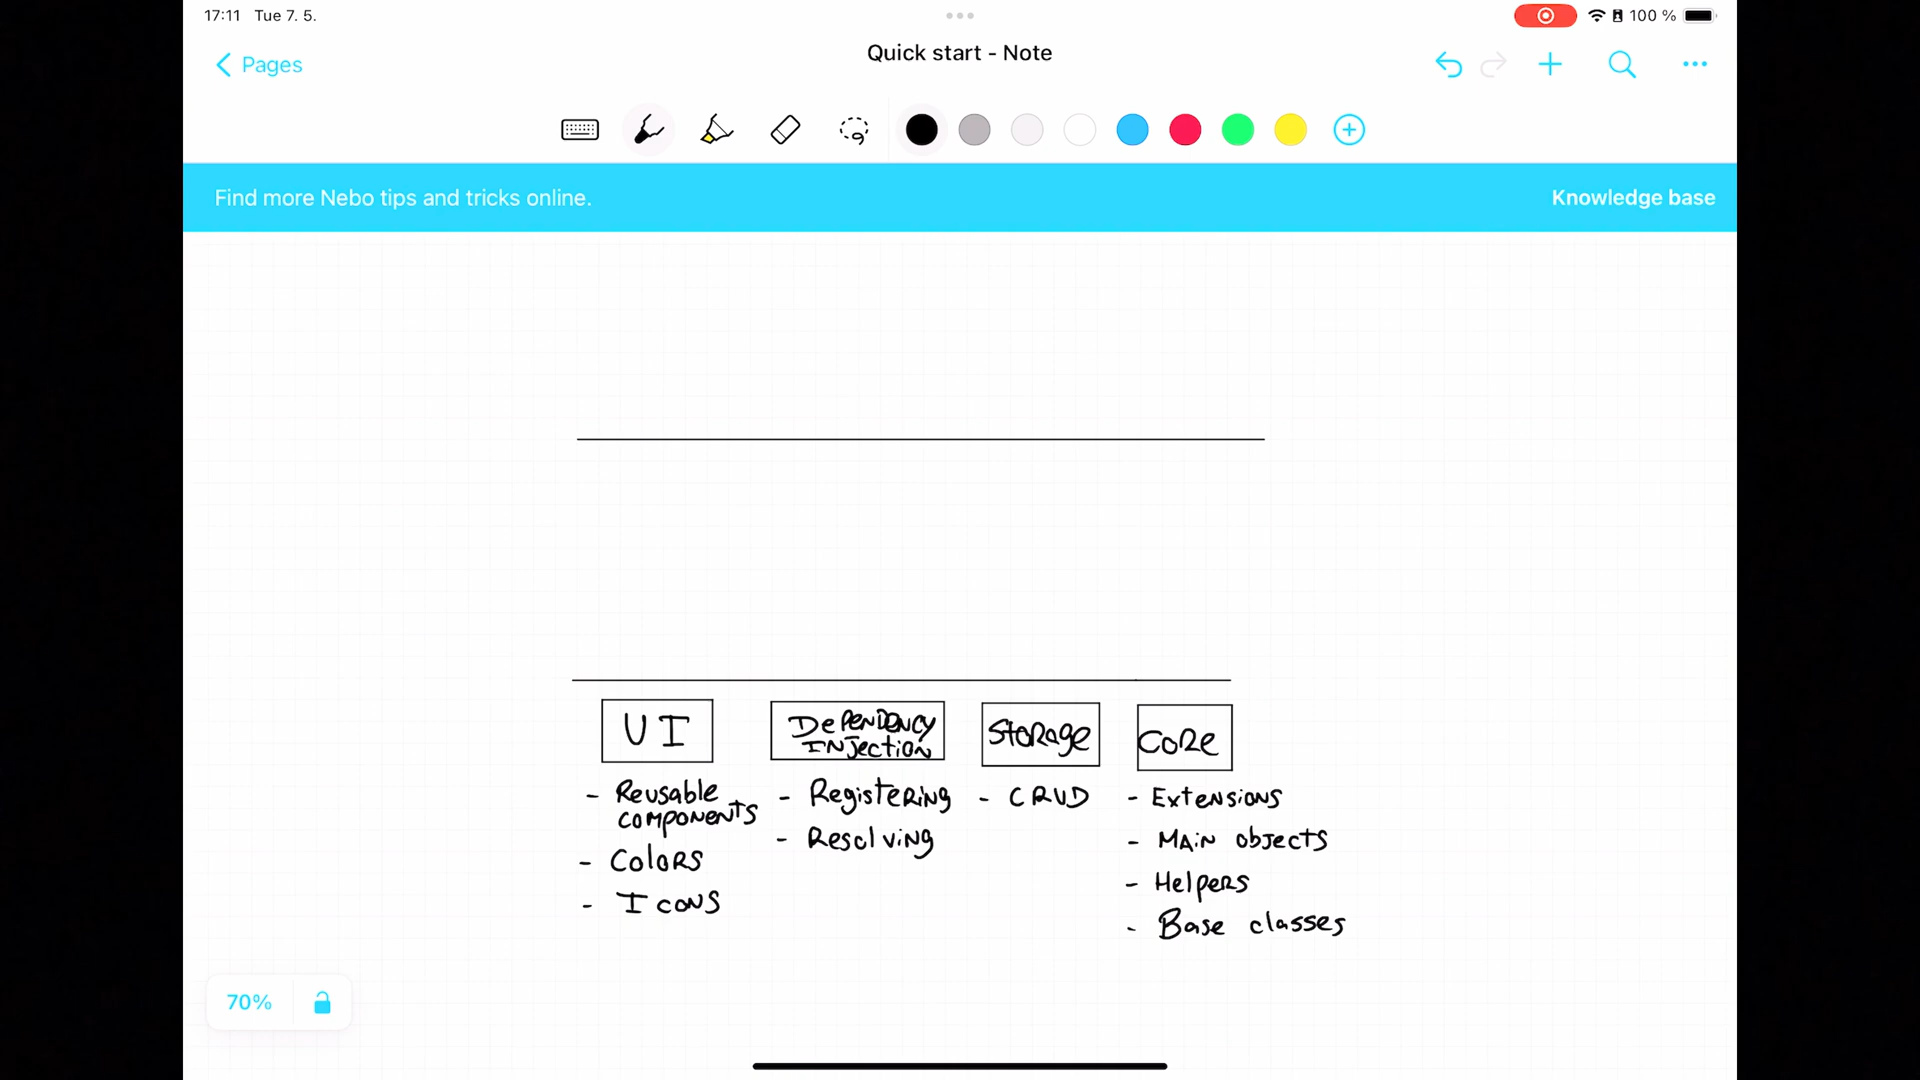 17:11 Tue 7. 5.
100 %
Pages
Quick start - Note
Find more Nebo tips and tricks online.
Knowledge base
UI
Dependency
Injection
Storage
Core
- Reusable
components
- Colors
- Icons
- Registering
- Resolving
- CRUD
- Extensions
- Main objects
- Helpers
- Base classes
70%